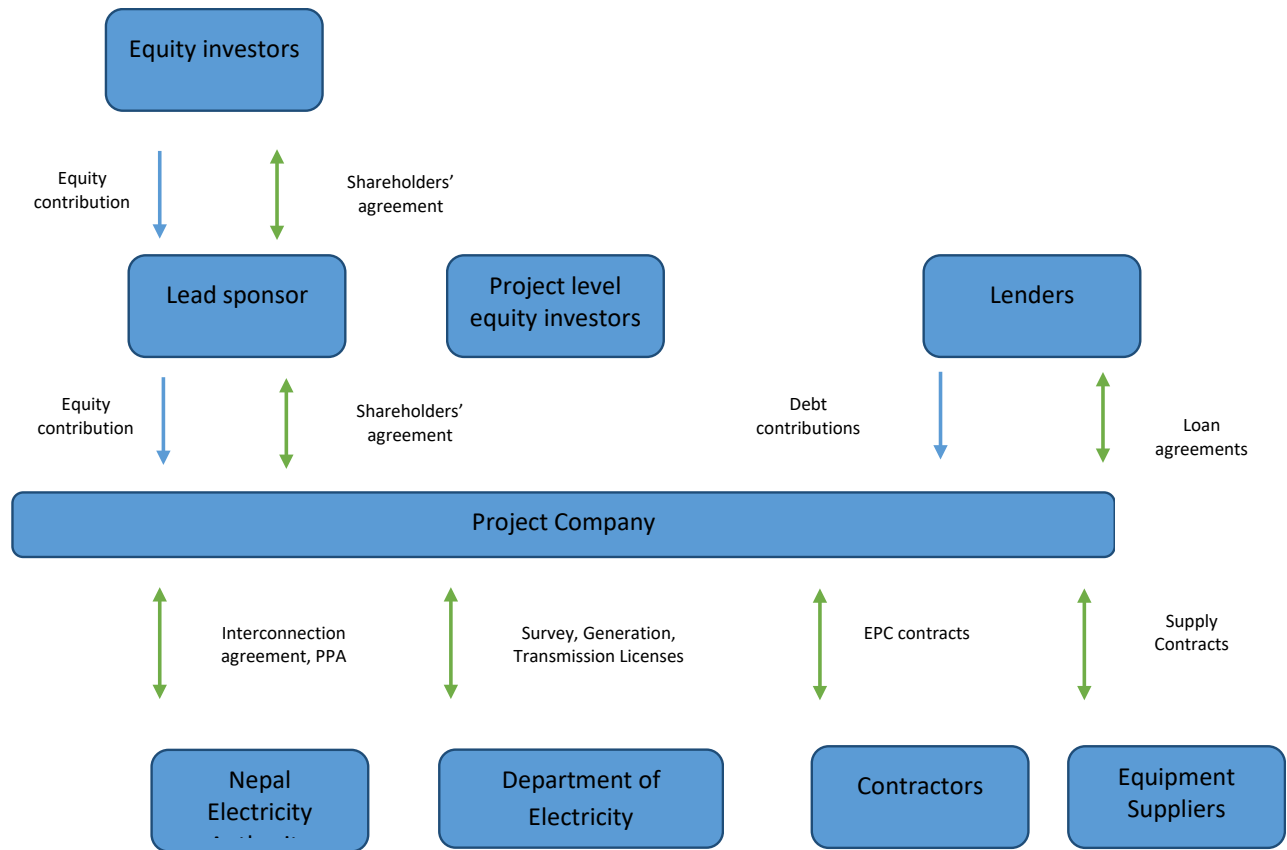 Equity investors
Equity
contribution
Shareholders’
agreement
Lead sponsor
Project level
equity investors
Lenders
Equity
contribution
Shareholders’
agreement
Debt
contributions
Loan
agreements
Project Company
Interconnection
agreement, PPA
Survey, Generation,
Transmission Licenses
EPC contracts
Supply
Contracts
Nepal
Electricity
Department of
Electricity
Contractors
Equipment
Suppliers